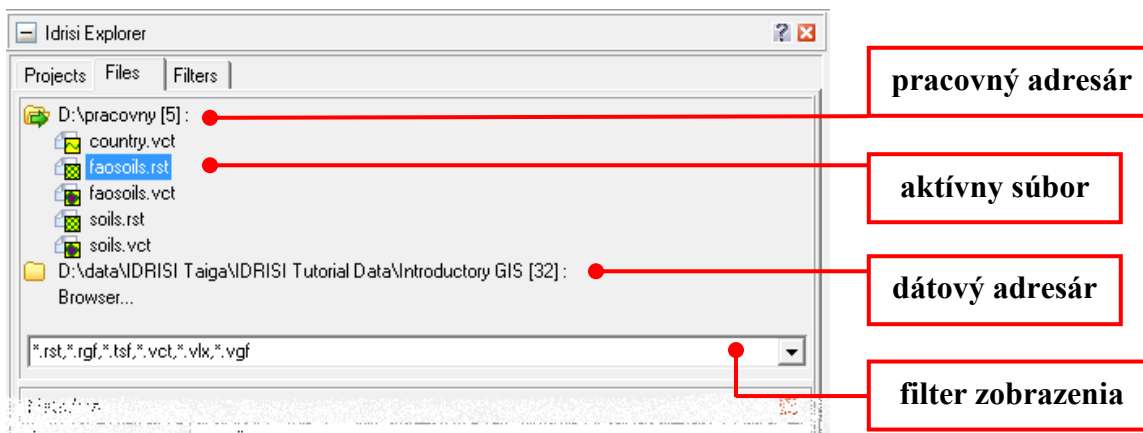 Idrisi Explorer
Projects Files Filters
D:\pracovny [5] :
country.vct
faosoils.rst
faosoils.vct
soils.rst
soils.vct
D:\data\IDRISI Taiga\IDRISI Tutorial Data\Introductory GIS [32] :
Browser...
*.rst,*.rgf,*.tsf,*.vct,*.vlx,*.vgf
pracovný adresár
aktívny súbor
dátový adresár
filter zobrazenia